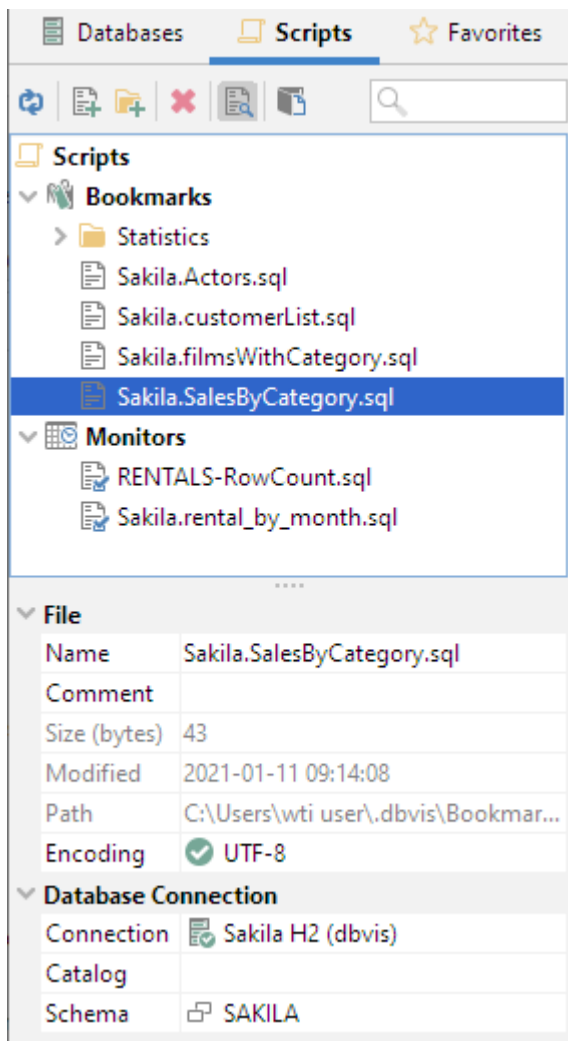 Databases Scripts Favorites
Scripts
Bookmarks
Statistics
Sakila.Actors.sql
Sakila.customerList.sql
Sakila.filmsWithCategory.sql
Sakila.SalesByCategory.sql
Monitors
RENTALS-RowCount.sql
Sakila.rental_by_month.sql
File
Name Sakila.SalesByCategory.sql
Comment
Size (bytes) 43
Modified 2021-01-11 09:14:08
Path C:\Users\wti user\.dbvis\Bookmar...
Encoding UTF-8
Database Connection
Connection Sakila H2 (dbvis)
Catalog
Schema SAKILA